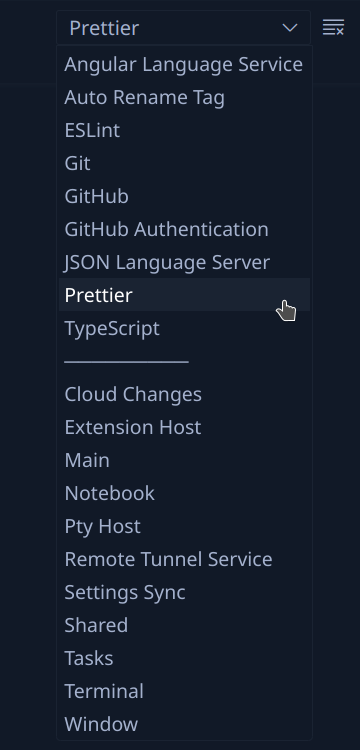 Prettier
Angular Language Service
Auto Rename Tag
ESLint
Git
GitHub
GitHub Authentication
JSON Language Server
Prettier
TypeScript
Cloud Changes
Extension Host
Main
Notebook
Pty Host
Remote Tunnel Service
Settings Sync
Shared
Tasks
Terminal
Window